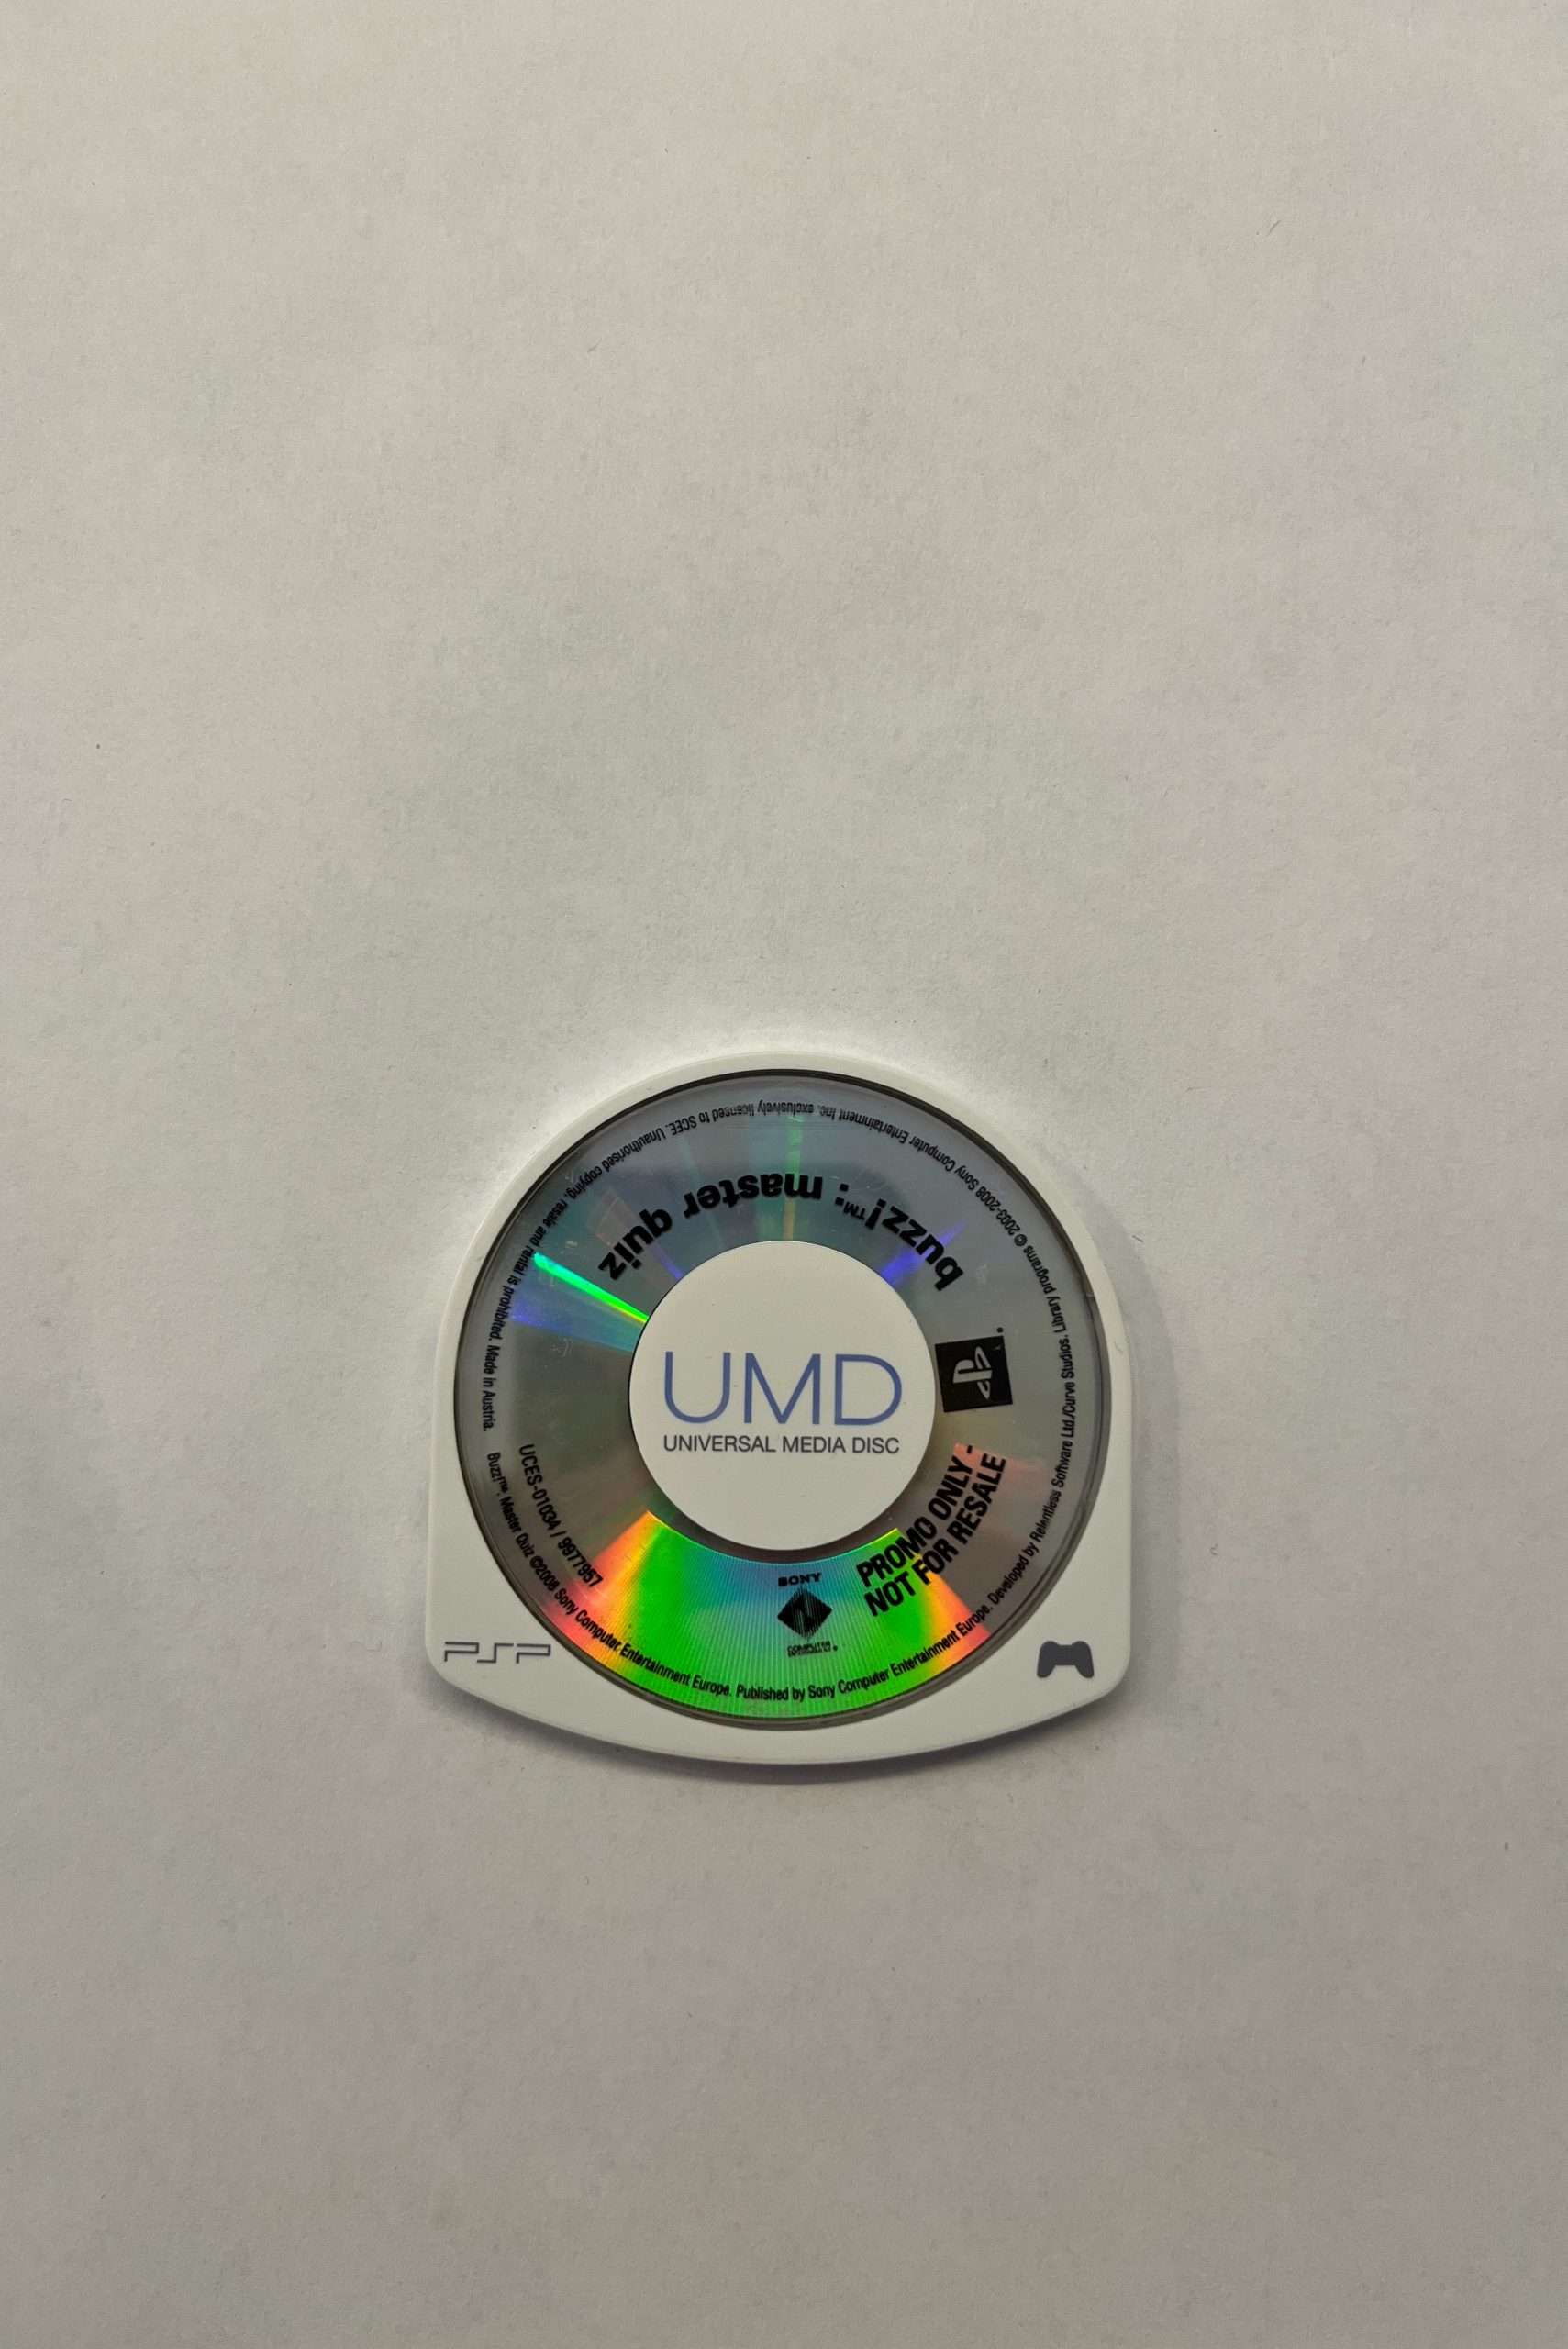 buzz!™: master quiz
UMD
UNIVERSAL MEDIA DISC
PROMO ONLY -
NOT FOR RESALE
SONY
COMPUTER
UCES-01034 / 9977957
Buzz!™: Master Quiz ©2008 Sony Computer Entertainment Europe. Published by Sony Computer Entertainment Europe. Developed by Relentless Software Ltd./Curve Studios. Library programs © 2003-2008 Sony Computer Entertainment Inc. exclusively licensed to SCEE. Unauthorised copying, resale and rental is prohibited. Made in Austria.
PSP